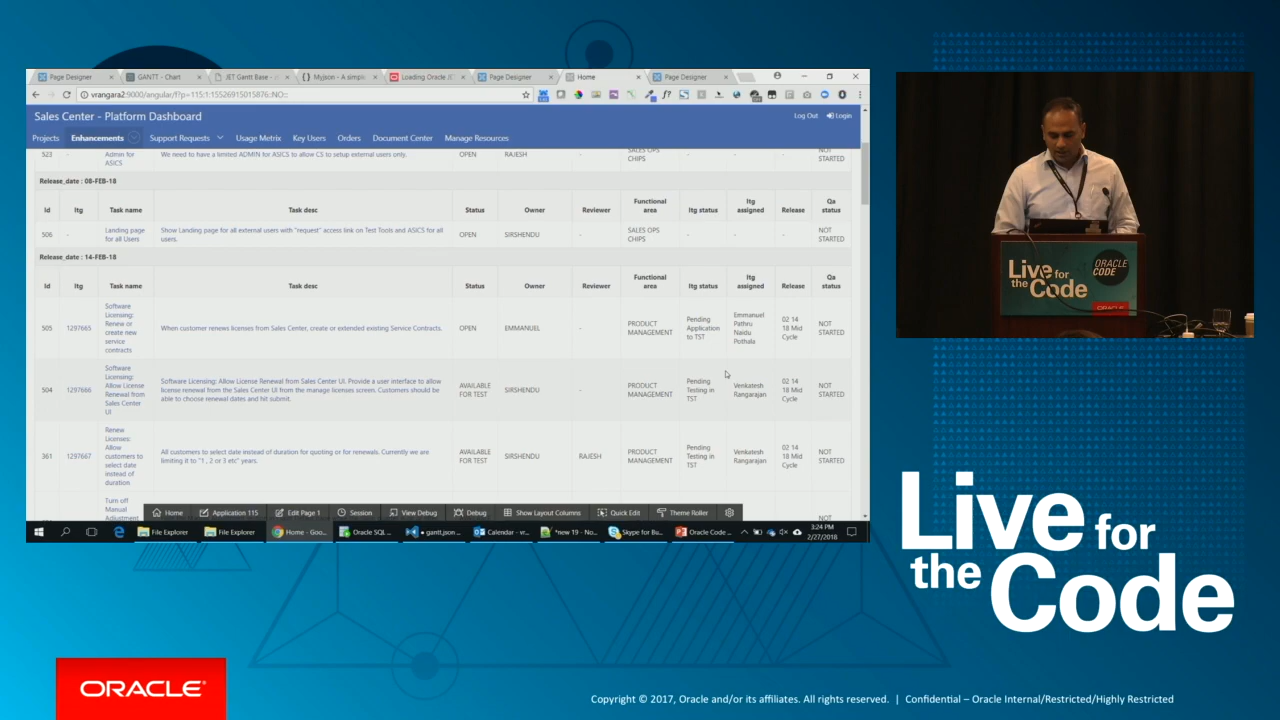 Page Designer
GANTT - Chart
JET Gantt Base - JE
Myjson - A simple
Loading Oracle JET
Page Designer
Home
Page Designer
vrangara2:9000/angular/f?p=115:1:15526915015876::NO:::
Sales Center - Platform Dashboard
Log Out Login
Projects Enhancements Support Requests Usage Metrix Key Users Orders Document Center Manage Resources
523 - Admin for ASICS We need to have a limited ADMIN for ASICS to allow CS to setup external users only. OPEN RAJESH - SALES OPS CHIPS - - - NOT STARTED
Release_date : 08-FEB-18
Id Itg Task name Task desc Status Owner Reviewer Functional area Itg status Itg assigned Release Qa status
506 - Landing page for all Users Show Landing page for all external users with "request" access link on Test Tools and ASICS for all users. OPEN SIRSHENDU - SALES OPS CHIPS - - - NOT STARTED
Release_date : 14-FEB-18
Id Itg Task name Task desc Status Owner Reviewer Functional area Itg status Itg assigned Release Qa status
505 1297665 Software Licensing: Renew or create new service contracts When customer renews licenses from Sales Center, create or extended existing Service Contracts. OPEN EMMANUEL - PRODUCT MANAGEMENT Pending Application to TST Emmanuel Pathru Naidu Pothala 02 14 18 Mid Cycle NOT STARTED
504 1297666 Software Licensing: Allow License Renewal from Sales Center UI Software Licensing: Allow License Renewal from Sales Center UI. Provide a user interface to allow license renewal from the Sales Center UI from the manage licenses screen. Customers should be able to choose renewal dates and hit submit. AVAILABLE FOR TEST SIRSHENDU - PRODUCT MANAGEMENT Pending Testing in TST Venkatesh Rangarajan 02 14 18 Mid Cycle NOT STARTED
361 1297667 Renew Licenses: Allow customers to select date instead of duration All customers to select date instead of duration for quoting or for renewals. Currently we are limiting it to "1 , 2 or 3 etc" years. AVAILABLE FOR TEST SIRSHENDU RAJESH PRODUCT MANAGEMENT Pending Testing in TST Venkatesh Rangarajan 02 14 18 Mid Cycle NOT STARTED
Turn off Manual Adjustment NOT
Home Application 115 Edit Page 1 Session View Debug Debug Show Layout Columns Quick Edit Theme Roller
File Explorer File Explorer Home - Goo... Oracle SQL ... gantt.json... Calendar - vr... *new 19 - No... Skype for Bu... Oracle Code ...
3:24 PM
2/27/2018
Live for the Code
ORACLE CODE
ORACLE
Live for
the Code
ORACLE
Copyright © 2017, Oracle and/or its affiliates. All rights reserved. | Confidential – Oracle Internal/Restricted/Highly Restricted